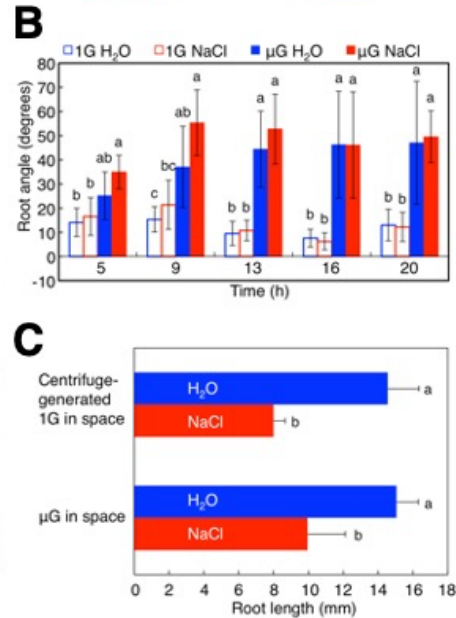 B
1G H₂O 1G NaCl μG H₂O μG NaCl
Root angle (degrees)
80
70
60
50
40
30
20
10
0
-10
b b ab a
c bc ab a
b b a a
b b a a
b b a a
5 9 13 16 20
Time (h)
C
Centrifuge-
generated
1G in space
H₂O a
NaCl b
μG in space
H₂O a
NaCl b
0 2 4 6 8 10 12 14 16 18
Root length (mm)